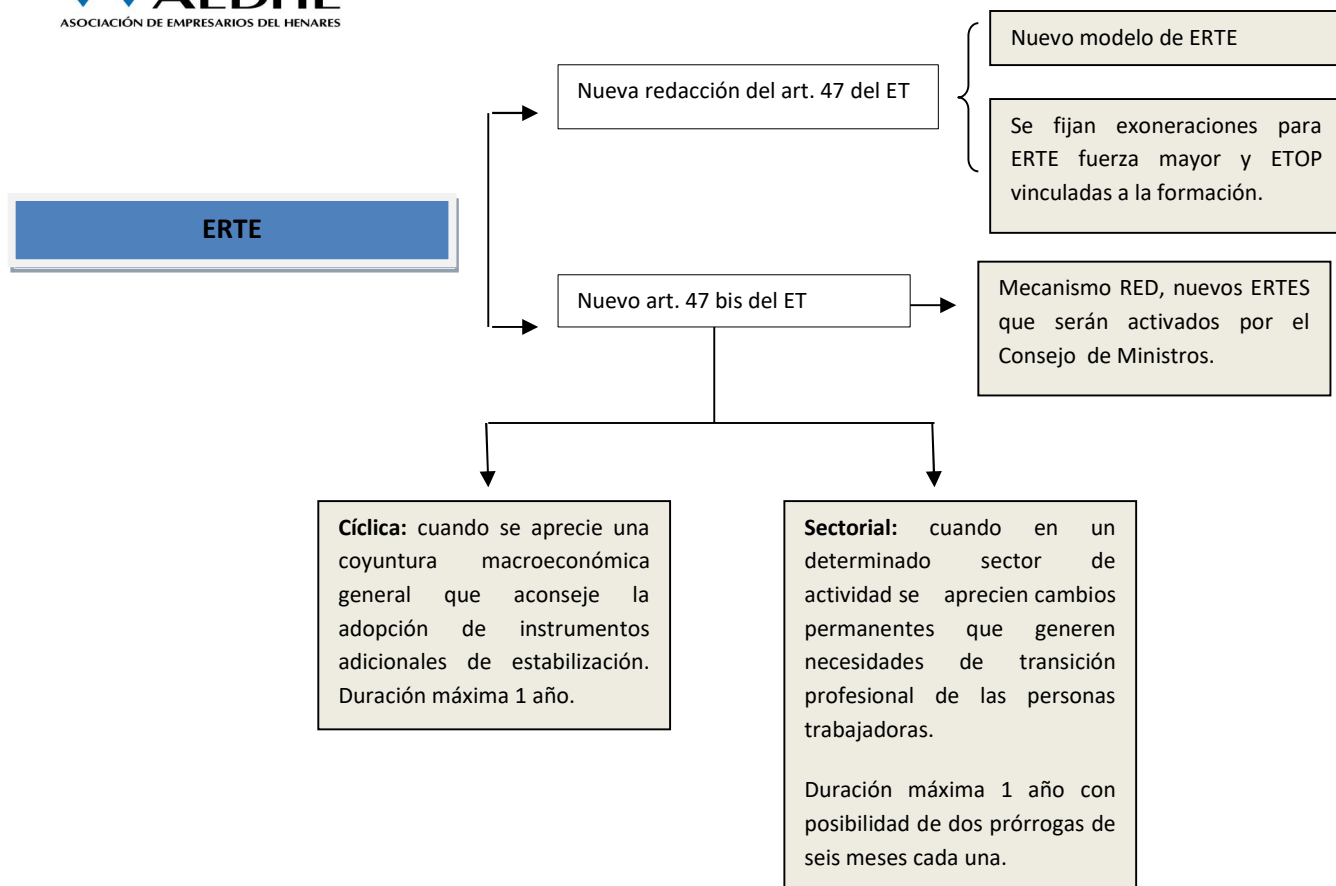 AEDHE
ASOCIACIÓN DE EMPRESARIOS DEL HENARES
Nueva redacción del art. 47 del ET
Nuevo modelo de ERTE
Se fijan exoneraciones para
ERTE fuerza mayor y ETOP
vinculadas a la formación.
ERTE
Nuevo art. 47 bis del ET
Mecanismo RED, nuevos ERTES
que serán activados por el
Consejo de Ministros.
Cíclica: cuando se aprecie una
coyuntura macroeconómica
general que aconseje la
adopción de instrumentos
adicionales de estabilización.
Duración máxima 1 año.
Sectorial: cuando en un
determinado sector de
actividad se aprecien cambios
permanentes que generen
necesidades de transición
profesional de las personas
trabajadoras.
Duración máxima 1 año con
posibilidad de dos prórrogas de
seis meses cada una.